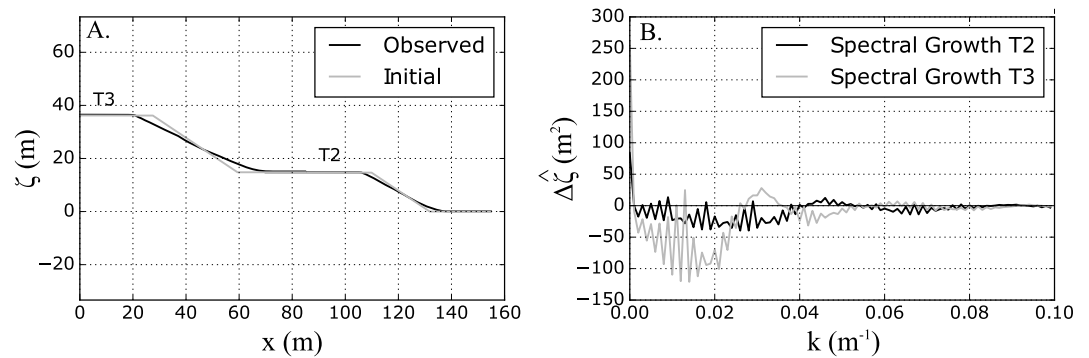 A.
Observed
Initial
T3
T2
60
40
20
0
−20
ζ (m)
0 20 40 60 80 100 120 140 160
x (m)
B.
Spectral Growth T2
Spectral Growth T3
300
250
200
150
100
50
0
−50
−100
−150
Δζ̂ (m²)
0.00 0.02 0.04 0.06 0.08 0.10
k (m⁻¹)